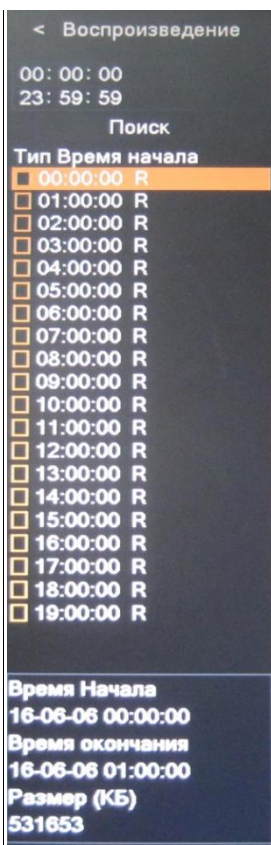 < Воспроизведение
00: 00: 00
23: 59: 59
Поиск
Тип Время начала
00:00:00 R
01:00:00 R
02:00:00 R
03:00:00 R
04:00:00 R
05:00:00 R
06:00:00 R
07:00:00 R
08:00:00 R
09:00:00 R
10:00:00 R
11:00:00 R
12:00:00 R
13:00:00 R
14:00:00 R
15:00:00 R
16:00:00 R
17:00:00 R
18:00:00 R
19:00:00 R
Время Начала
16-06-06 00:00:00
Время окончания
16-06-06 01:00:00
Размер (КБ)
531653